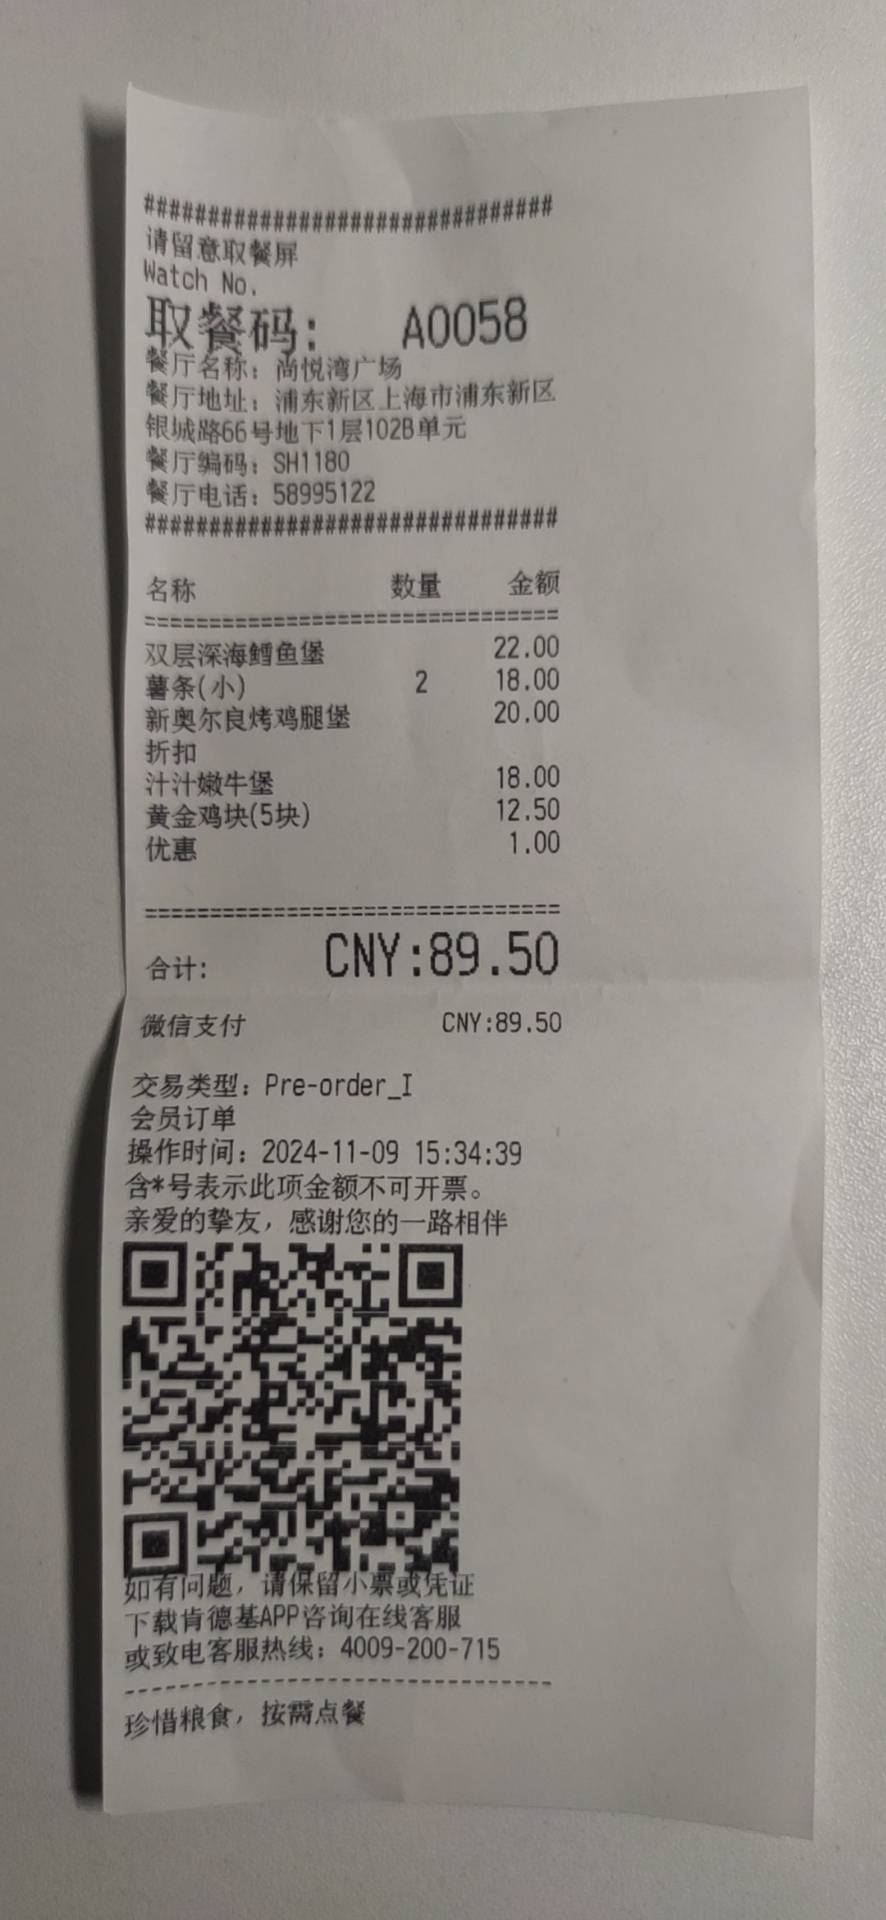 ################################
请留意取餐屏
Watch No.
取餐码： A0058
餐厅名称：尚悦湾广场
餐厅地址：浦东新区上海市浦东新区
银城路66号地下1层102B单元
餐厅编码：SH1180
餐厅电话：58995122
################################
名称 数量 金额
================================
双层深海鳕鱼堡 22.00
薯条(小) 2 18.00
新奥尔良烤鸡腿堡 20.00
折扣
汁汁嫩牛堡 18.00
黄金鸡块(5块) 12.50
优惠 1.00
================================
合计: CNY:89.50
微信支付 CNY:89.50
交易类型：Pre-order_I
会员订单
操作时间：2024-11-09 15:34:39
含*号表示此项金额不可开票。
亲爱的挚友，感谢您的一路相伴
如有问题，请保留小票或凭证
下载肯德基APP咨询在线客服
或致电客服热线：4009-200-715
--------------------------------
珍惜粮食，按需点餐